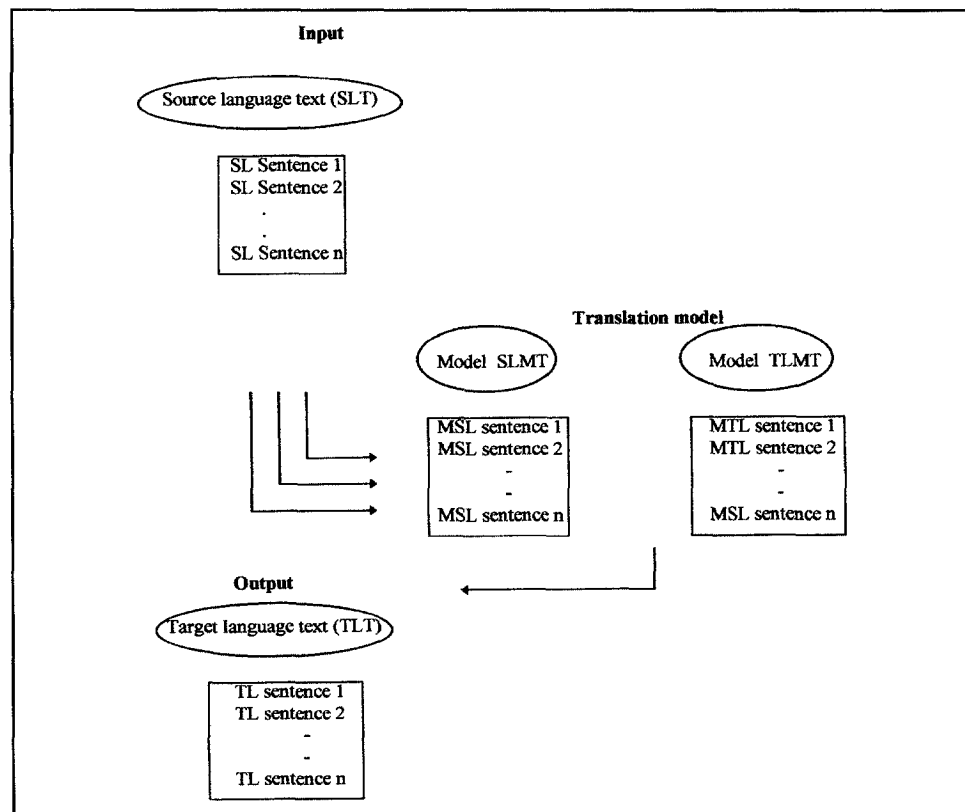 Input
Source language text (SLT)
SL Sentence 1
SL Sentence 2
.
.
SL Sentence n
Translation model
Model SLMT
Model TLMT
MSL sentence 1
MSL sentence 2
-
-
MSL sentence n
MTL sentence 1
MTL sentence 2
-
-
MSL sentence n
Output
Target language text (TLT)
TL sentence 1
TL sentence 2
-
-
TL sentence n